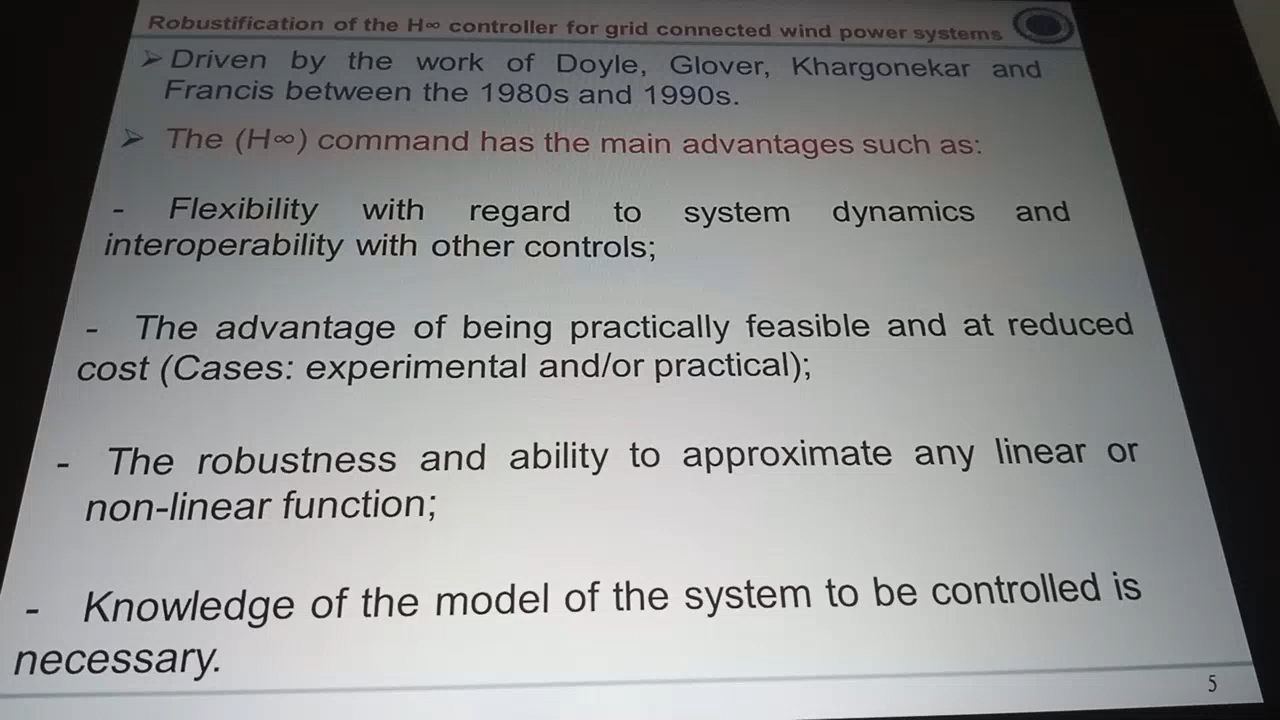 Robustification of the H∞ controller for grid connected wind power systems
➢ Driven by the work of Doyle, Glover, Khargonekar and
Francis between the 1980s and 1990s.
➢ The (H∞) command has the main advantages such as:
- Flexibility with regard to system dynamics and
interoperability with other controls;
- The advantage of being practically feasible and at reduced
cost (Cases: experimental and/or practical);
- The robustness and ability to approximate any linear or
non-linear function;
- Knowledge of the model of the system to be controlled is
necessary.
5